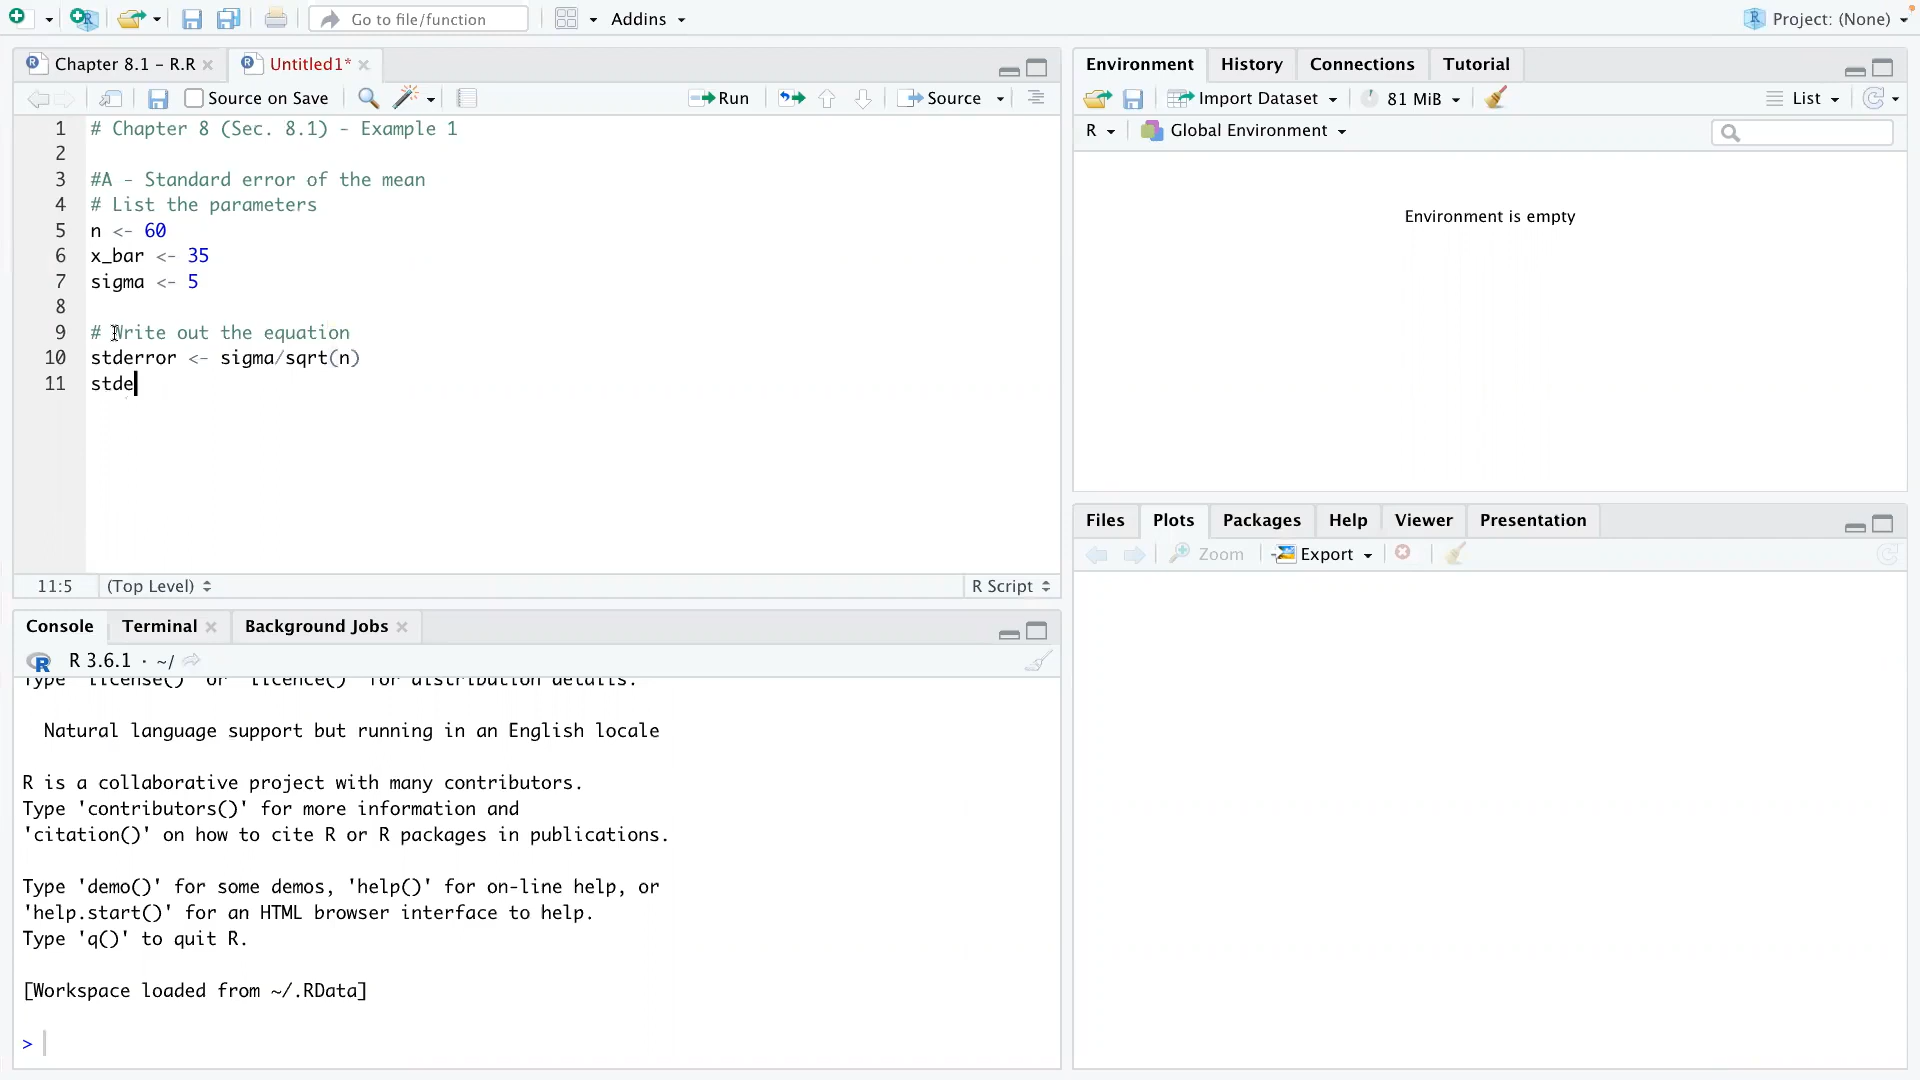 Go to file/function
Addins
Project: (None)
Chapter 8.1 – R.R
Untitled1*
Source on Save
Run
Source
1 # Chapter 8 (Sec. 8.1) - Example 1
2
3 #A - Standard error of the mean
4 # List the parameters
5 n <- 60
6 x_bar <- 35
7 sigma <- 5
8
9 # Write out the equation
10 stderror <- sigma/sqrt(n)
11 stde
11:5 (Top Level) R Script
Console Terminal Background Jobs
R 3.6.1 · ~/
Type 'license()' or 'licence()' for distribution details.
Natural language support but running in an English locale
R is a collaborative project with many contributors.
Type 'contributors()' for more information and
'citation()' on how to cite R or R packages in publications.
Type 'demo()' for some demos, 'help()' for on-line help, or
'help.start()' for an HTML browser interface to help.
Type 'q()' to quit R.
[Workspace loaded from ~/.RData]
>
Environment History Connections Tutorial
Import Dataset 81 MiB List
R Global Environment
Environment is empty
Files Plots Packages Help Viewer Presentation
Zoom Export